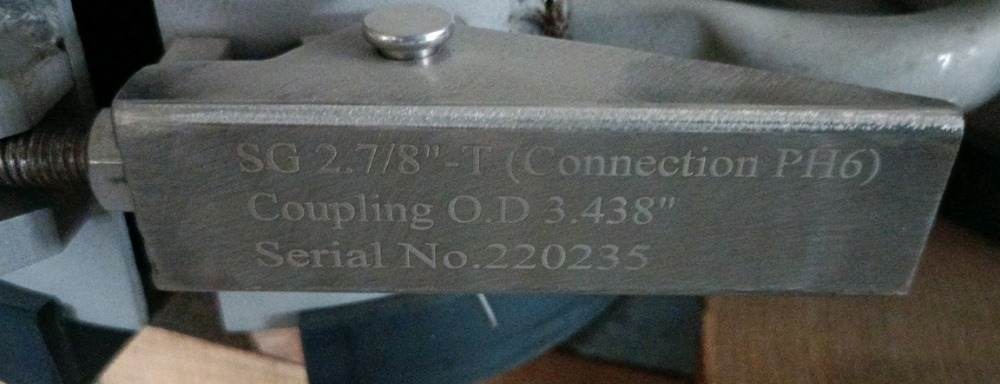 SG 2.7/8"-T (Connection PH6)
Coupling O.D 3.438"
Serial No.220235